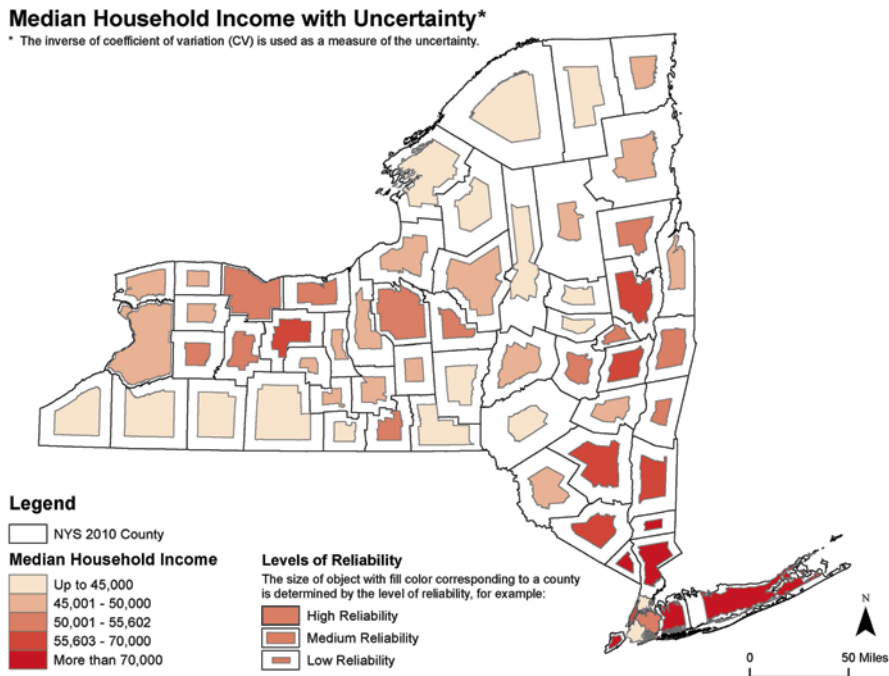 Median Household Income with Uncertainty*
* The inverse of coefficient of variation (CV) is used as a measure of the uncertainty.
Legend
NYS 2010 County
Median Household Income
Up to 45,000
45,001 - 50,000
50,001 - 55,602
55,603 - 70,000
More than 70,000
Levels of Reliability
The size of object with fill color corresponding to a county
is determined by the level of reliability, for example:
High Reliability
Medium Reliability
Low Reliability
N
0 50 Miles